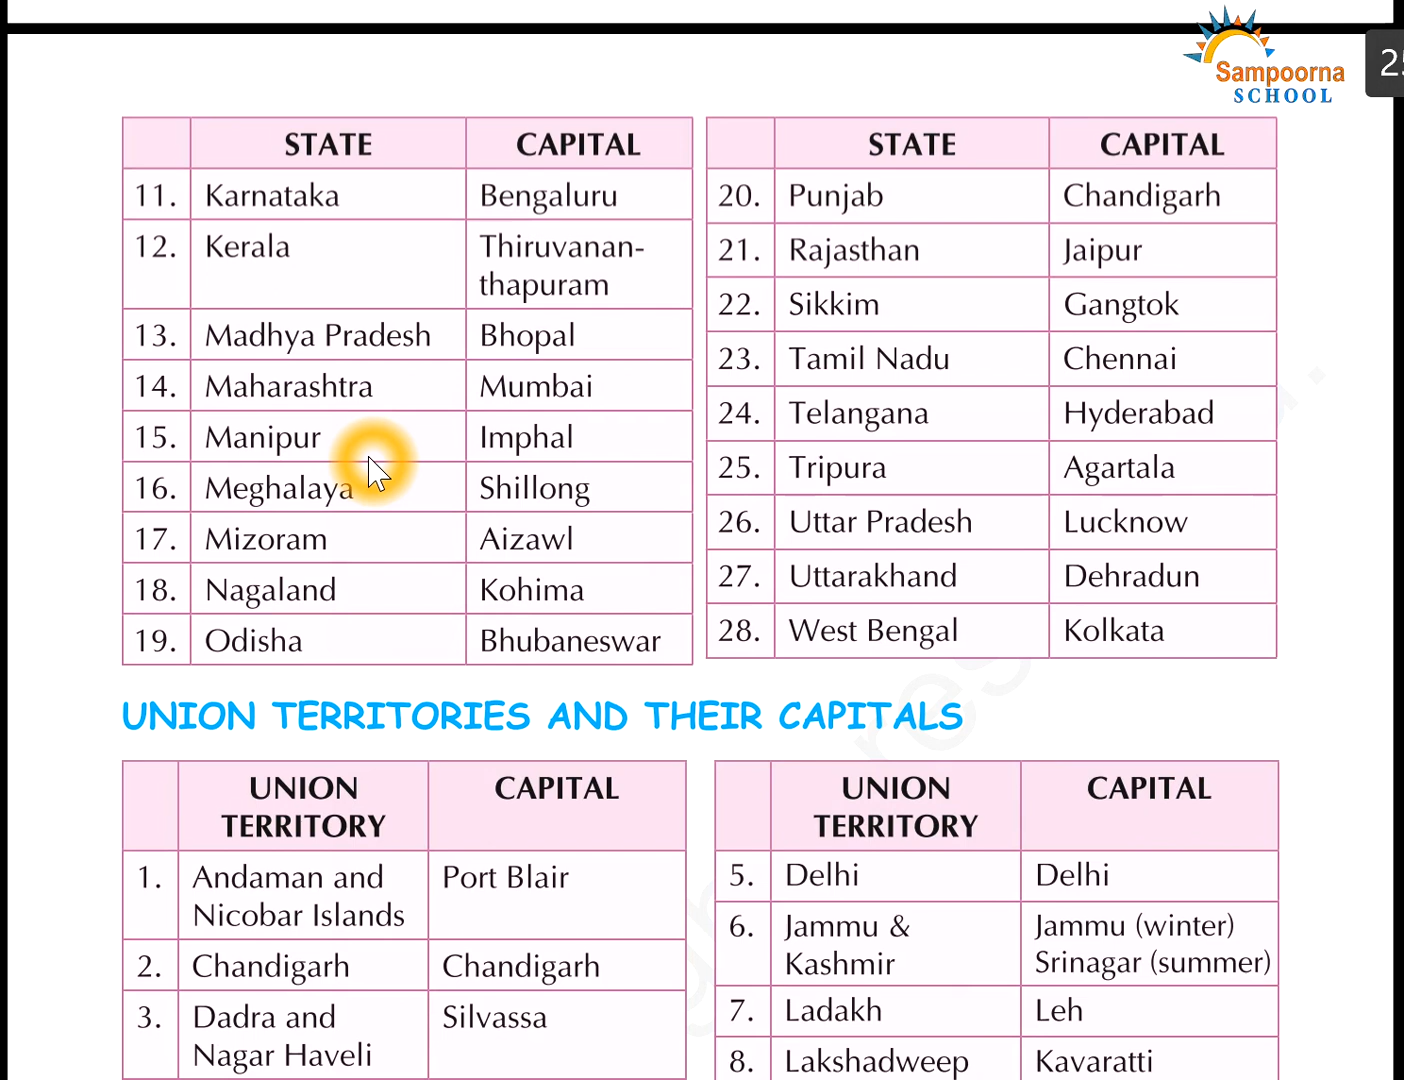 Sampoorna
SCHOOL
STATE CAPITAL
11. Karnataka Bengaluru
12. Kerala Thiruvanan-
thapuram
13. Madhya Pradesh Bhopal
14. Maharashtra Mumbai
15. Manipur Imphal
16. Meghalaya Shillong
17. Mizoram Aizawl
18. Nagaland Kohima
19. Odisha Bhubaneswar
STATE CAPITAL
20. Punjab Chandigarh
21. Rajasthan Jaipur
22. Sikkim Gangtok
23. Tamil Nadu Chennai
24. Telangana Hyderabad
25. Tripura Agartala
26. Uttar Pradesh Lucknow
27. Uttarakhand Dehradun
28. West Bengal Kolkata
UNION TERRITORIES AND THEIR CAPITALS
UNION CAPITAL
TERRITORY
1. Andaman and Port Blair
Nicobar Islands
2. Chandigarh Chandigarh
3. Dadra and Silvassa
Nagar Haveli
UNION CAPITAL
TERRITORY
5. Delhi Delhi
6. Jammu & Jammu (winter)
Kashmir Srinagar (summer)
7. Ladakh Leh
8. Lakshadweep Kavaratti